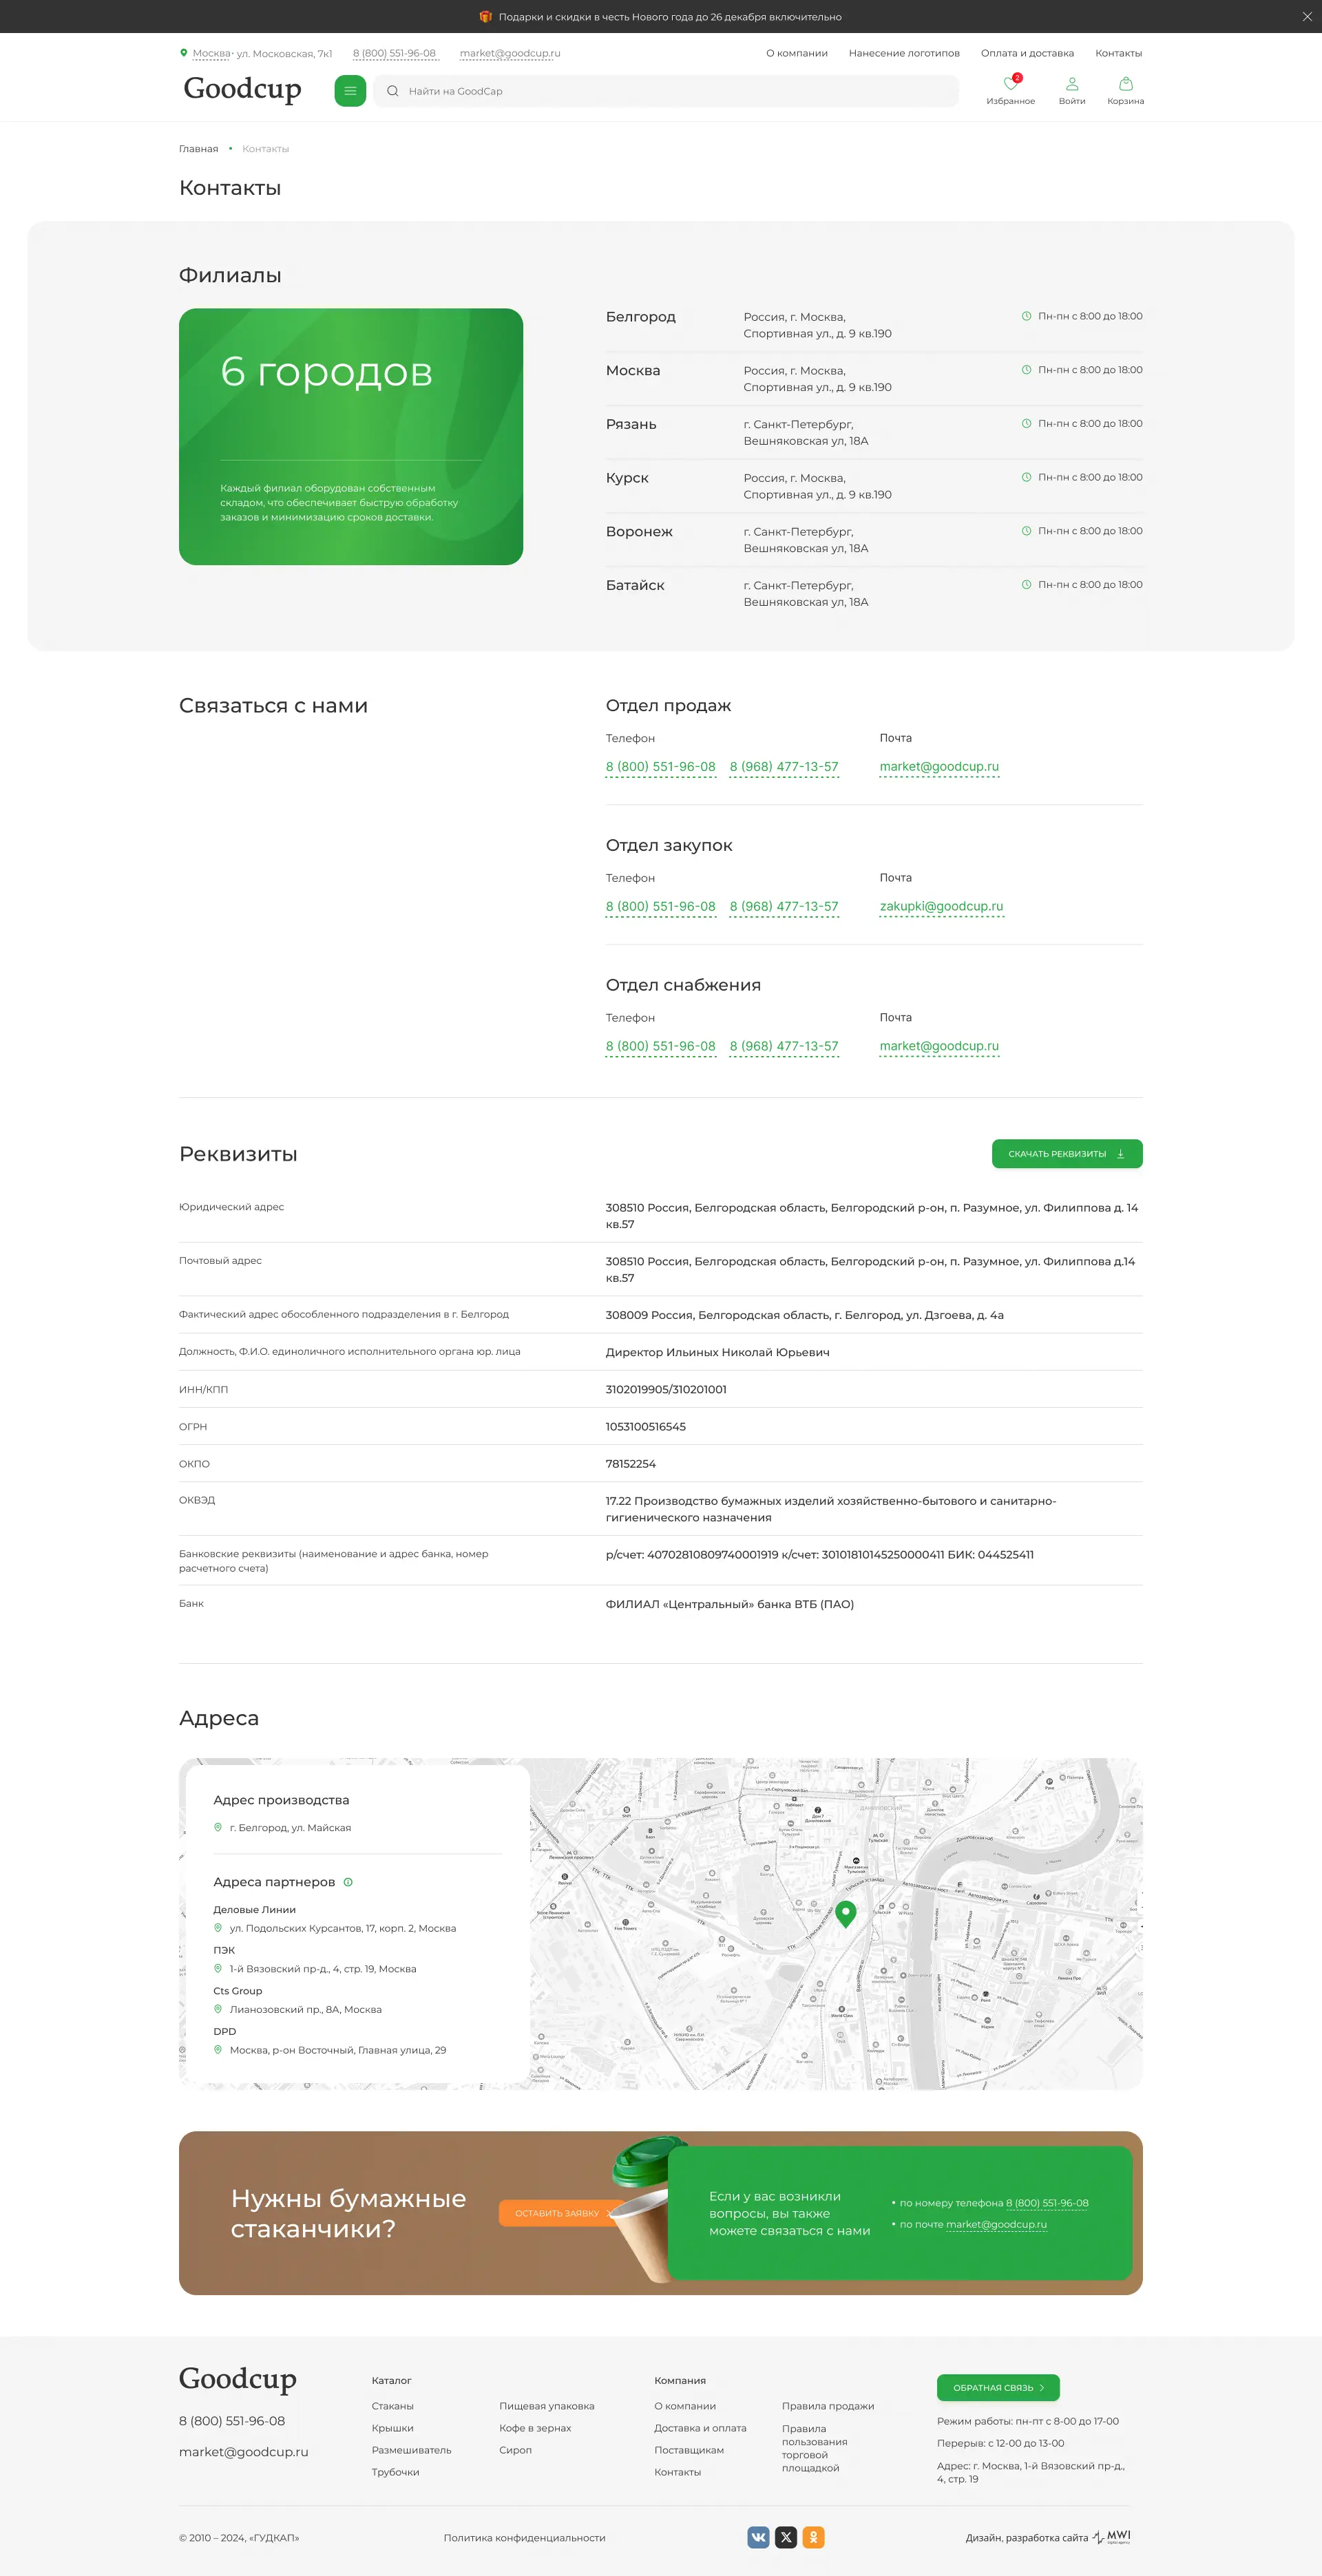 Подарки и скидки в честь Нового года до 26 декабря включительно
Москва · ул. Московская, 7к1
8 (800) 551-96-08
market@goodcup.ru
О компании
Нанесение логотипов
Оплата и доставка
Контакты
Goodcup
Найти на GoodCap
2
Избранное
Войти
Корзина
Главная
Контакты
Контакты
Филиалы
6 городов
Каждый филиал оборудован собственным
складом, что обеспечивает быструю обработку
заказов и минимизацию сроков доставки.
Белгород
Россия, г. Москва,
Спортивная ул., д. 9 кв.190
Пн-пн с 8:00 до 18:00
Москва
Россия, г. Москва,
Спортивная ул., д. 9 кв.190
Пн-пн с 8:00 до 18:00
Рязань
г. Санкт-Петербург,
Вешняковская ул, 18А
Пн-пн с 8:00 до 18:00
Курск
Россия, г. Москва,
Спортивная ул., д. 9 кв.190
Пн-пн с 8:00 до 18:00
Воронеж
г. Санкт-Петербург,
Вешняковская ул, 18А
Пн-пн с 8:00 до 18:00
Батайск
г. Санкт-Петербург,
Вешняковская ул, 18А
Пн-пн с 8:00 до 18:00
Связаться с нами
Отдел продаж
Телефон
Почта
8 (800) 551-96-08
8 (968) 477-13-57
market@goodcup.ru
Отдел закупок
Телефон
Почта
8 (800) 551-96-08
8 (968) 477-13-57
zakupki@goodcup.ru
Отдел снабжения
Телефон
Почта
8 (800) 551-96-08
8 (968) 477-13-57
market@goodcup.ru
Реквизиты
СКАЧАТЬ РЕКВИЗИТЫ
Юридический адрес
308510 Россия, Белгородская область, Белгородский р-он, п. Разумное, ул. Филиппова д. 14
кв.57
Почтовый адрес
308510 Россия, Белгородская область, Белгородский р-он, п. Разумное, ул. Филиппова д.14
кв.57
Фактический адрес обособленного подразделения в г. Белгород
308009 Россия, Белгородская область, г. Белгород, ул. Дзгоева, д. 4а
Должность, Ф.И.О. единоличного исполнительного органа юр. лица
Директор Ильиных Николай Юрьевич
ИНН/КПП
3102019905/310201001
ОГРН
1053100516545
ОКПО
78152254
ОКВЭД
17.22 Производство бумажных изделий хозяйственно-бытового и санитарно-
гигиенического назначения
Банковские реквизиты (наименование и адрес банка, номер
расчетного счета)
р/счет: 40702810809740001919 к/счет: 30101810145250000411 БИК: 044525411
Банк
ФИЛИАЛ «Центральный» банка ВТБ (ПАО)
Адреса
Адрес производства
г. Белгород, ул. Майская
Адреса партнеров
Деловые Линии
ул. Подольских Курсантов, 17, корп. 2, Москва
ПЭК
1-й Вязовский пр-д., 4, стр. 19, Москва
Cts Group
Лианозовский пр., 8А, Москва
DPD
Москва, р-он Восточный, Главная улица, 29
ДАНИЛОВСКИЙ
Нужны бумажные
стаканчики?
ОСТАВИТЬ ЗАЯВКУ
Если у вас возникли
вопросы, вы также
можете связаться с нами
• по номеру телефона 8 (800) 551-96-08
• по почте market@goodcup.ru
Goodcup
8 (800) 551-96-08
market@goodcup.ru
Каталог
Стаканы
Крышки
Размешиватель
Трубочки
Пищевая упаковка
Кофе в зернах
Сироп
Компания
О компании
Доставка и оплата
Поставщикам
Контакты
Правила продажи
Правила
пользования
торговой
площадкой
ОБРАТНАЯ СВЯЗЬ
Режим работы: пн-пт с 8-00 до 17-00
Перерыв: с 12-00 до 13-00
Адрес: г. Москва, 1-й Вязовский пр-д.,
4, стр. 19
© 2010 – 2024, «ГУДКАП»
Политика конфиденциальности
Дизайн, разработка сайта
MWI